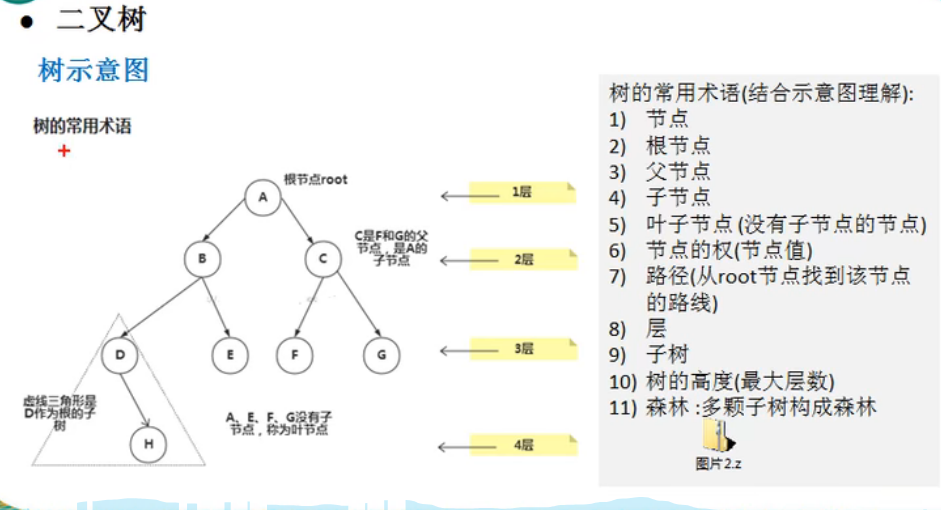 ● 二叉树
树示意图
树的常用术语
根节点root
A
1层
C是F和G的父
节点，是A的
子节点
B
C
2层
D
E
F
G
3层
虚线三角形是
D作为根的子
树
A、E、F、G没有子
节点，称为叶节点
H
4层
树的常用术语(结合示意图理解):
1) 节点
2) 根节点
3) 父节点
4) 子节点
5) 叶子节点 (没有子节点的节点)
6) 节点的权(节点值)
7) 路径(从root节点找到该节点
的路线)
8) 层
9) 子树
10) 树的高度(最大层数)
11) 森林 :多颗子树构成森林
图片2.z